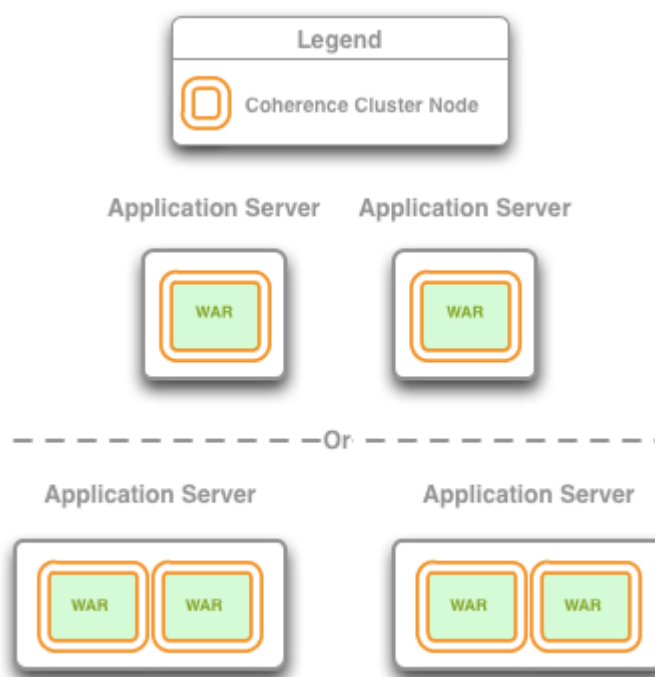 Legend
Coherence Cluster Node
Application Server Application Server
WAR WAR
Or
Application Server Application Server
WAR WAR WAR WAR